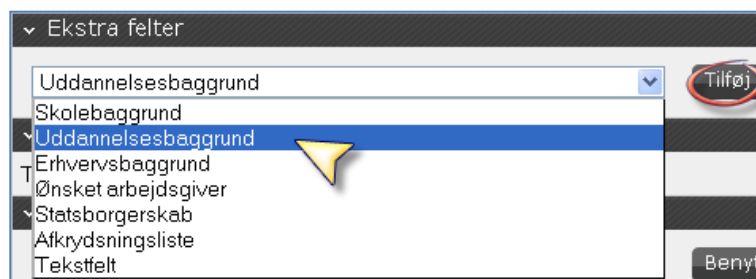 Ekstra felter
Uddannelsesbaggrund
Tilføj
Skolebaggrund
Uddannelsesbaggrund
Erhvervsbaggrund
T
Ønsket arbejdsgiver
Statsborgerskab
Afkrydsningsliste
Tekstfelt